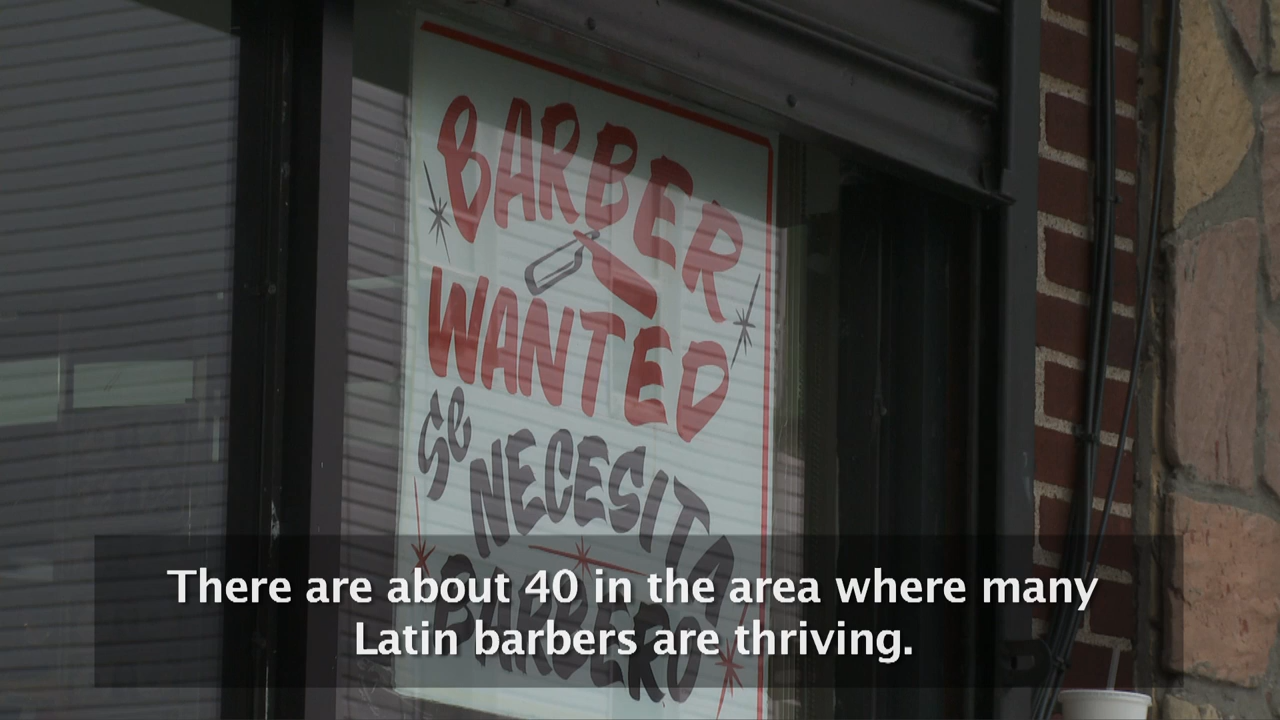 BARBER
WANTED
Se
NECESITA
BARBERO
There are about 40 in the area where many
Latin barbers are thriving.